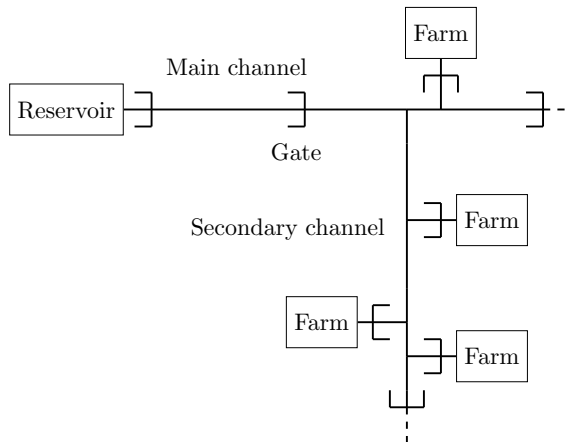 Farm
Main channel
Reservoir
Gate
Secondary channel
Farm
Farm
Farm